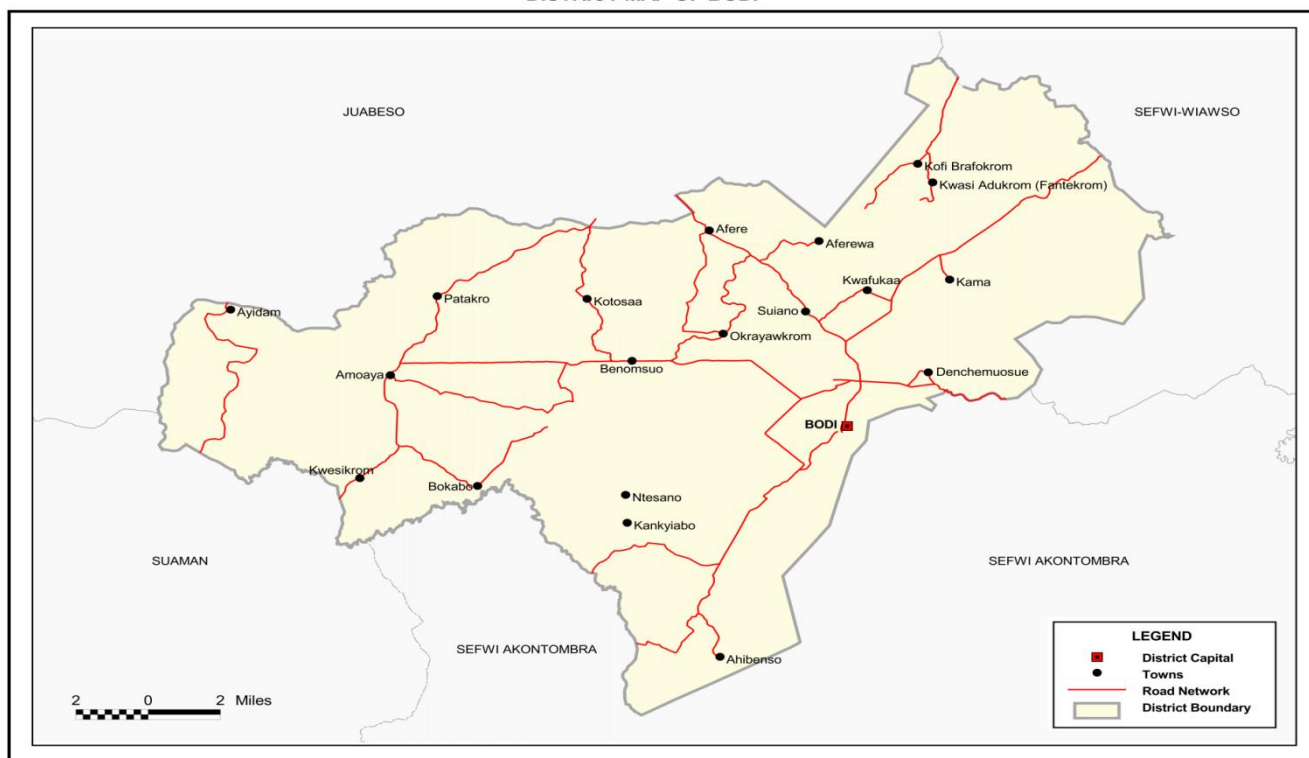 JUABESO
SEFWI-WIAWSO
Kofi Brafokrom
Kwasi Adukrom (Fantekrom)
Afere
Aferewa
Kama
Kwafukaa
Patakro
Kotosaa
Ayidam
Suiano
Okrayawkrom
Benomsuo
Amoaya
Denchemuosue
BODI
Kwesikrom
Bokabo
Ntesano
Kankyiabo
SUAMAN
SEFWI AKONTOMBRA
SEFWI AKONTOMBRA
Ahibenso
2 0 2 Miles
LEGEND
District Capital
Towns
Road Network
District Boundary